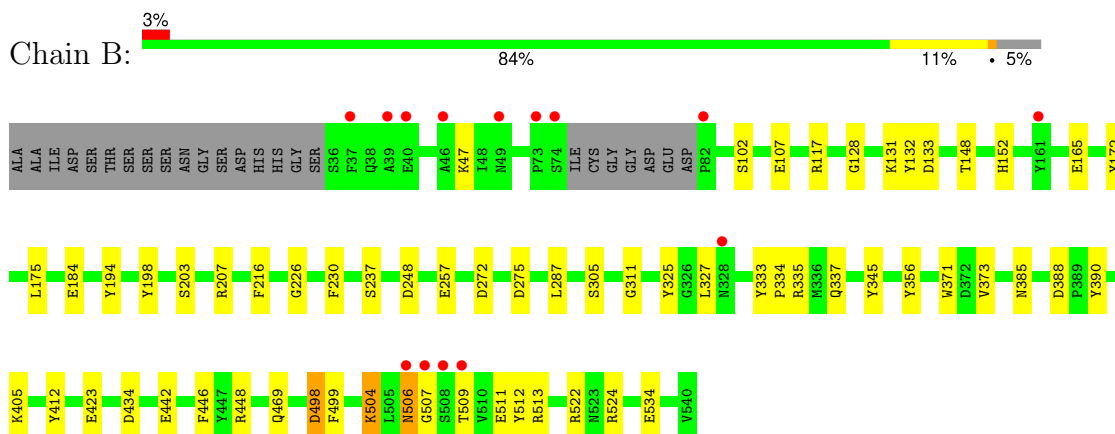 3%
Chain B:
84% 11% • 5%
ALA ALA ILE ASP SER THR SER SER SER ASN GLY SER ASP HIS HIS GLY SER S36 F37 Q38 A39 E40 A46 K47 I48 N49 P73 S74 ILE CYS GLY GLY ASP GLU ASP P82 S102 E107 R117 G128 K131 Y132 D133 T148 H152 Y161 E165
L175 E184 Y194 Y198 S203 R207 F216 G226 F230 S237 D248 E257 D272 D275 L287 S305 G311 Y325 G326 L327 N328 Y333 P334 R335 M336 Q337 Y345 Y356 W371 D372 V373 N385 D388 P389 Y390
K405 Y412 E423 D434 E442 F446 Y447 R448 Q469 D498 F499 K504 L505 N506 G507 S508 T509 V510 E511 Y512 R513 R522 N523 R524 E534 V540